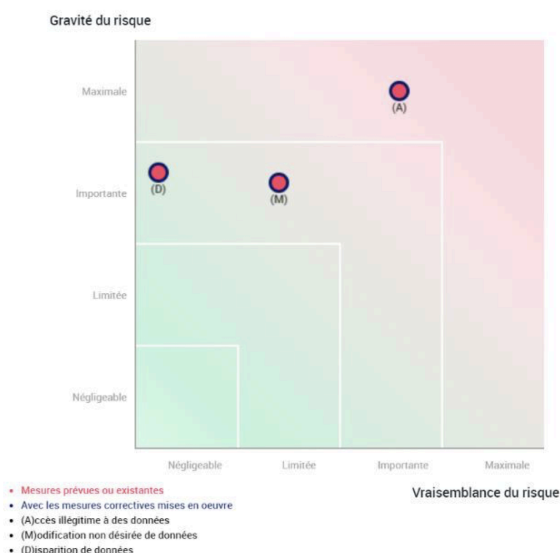 Gravité du risque
Maximale
(A)
Importante
(D)
(M)
Limitée
Négligeable
Négligeable Limitée Importante Maximale
Vraisemblance du risque
• Mesures prévues ou existantes
• Avec les mesures correctives mises en oeuvre
• (A)ccès illégitime à des données
• (M)odification non désirée de données
• (D)isparition de données